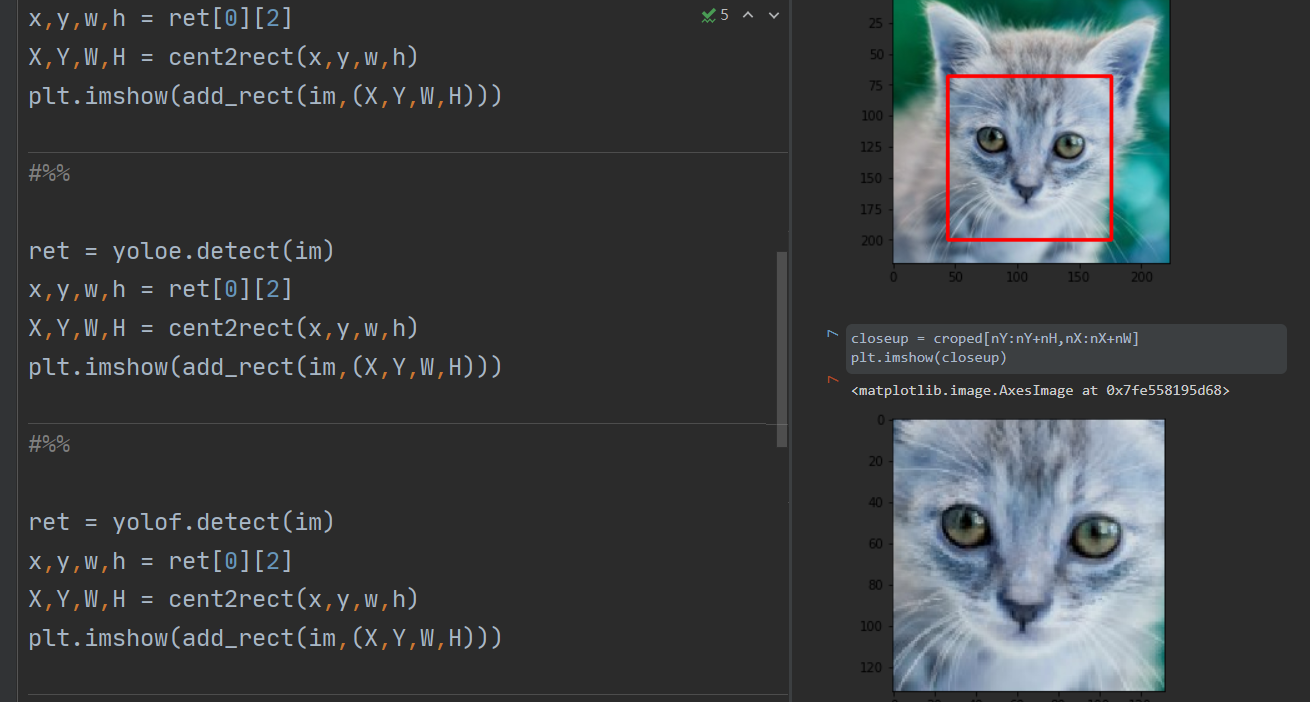 x,y,w,h = ret[0][2]
X,Y,W,H = cent2rect(x,y,w,h)
plt.imshow(add_rect(im,(X,Y,W,H)))
5
#%%
ret = yoloe.detect(im)
x,y,w,h = ret[0][2]
X,Y,W,H = cent2rect(x,y,w,h)
plt.imshow(add_rect(im,(X,Y,W,H)))
#%%
ret = yolof.detect(im)
x,y,w,h = ret[0][2]
X,Y,W,H = cent2rect(x,y,w,h)
plt.imshow(add_rect(im,(X,Y,W,H)))
25
50
75
100
125
150
175
200
0 50 100 150 200
closeup = croped[nY:nY+nH,nX:nX+nW]
plt.imshow(closeup)
<matplotlib.image.AxesImage at 0x7fe558195d68>
0
20
40
60
80
100
120